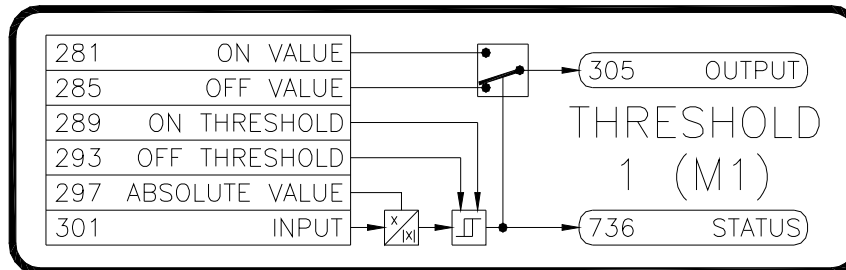 281 ON VALUE
285 OFF VALUE
289 ON THRESHOLD
293 OFF THRESHOLD
297 ABSOLUTE VALUE
301 INPUT
x
|x|
305 OUTPUT
THRESHOLD
1 (M1)
736 STATUS